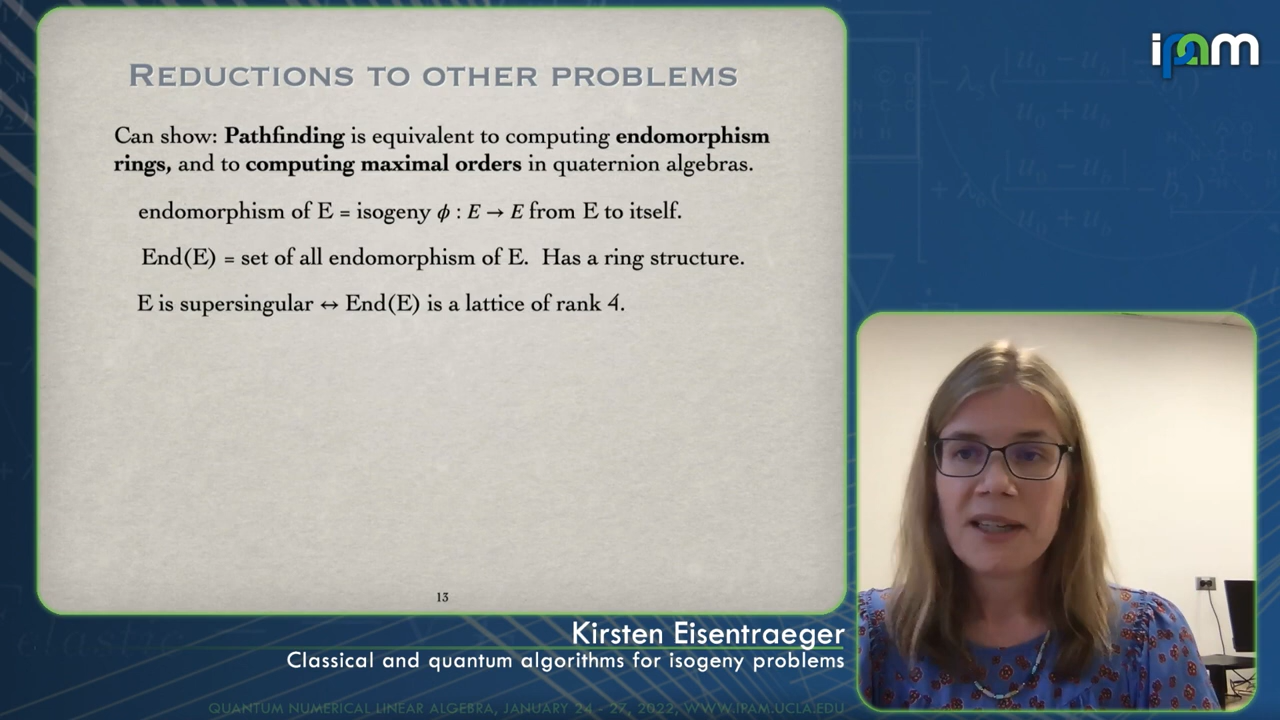 REDUCTIONS TO OTHER PROBLEMS
Can show: Pathfinding is equivalent to computing endomorphism
rings, and to computing maximal orders in quaternion algebras.
endomorphism of E = isogeny ϕ : E → E from E to itself.
End(E) = set of all endomorphism of E. Has a ring structure.
E is supersingular ↔ End(E) is a lattice of rank 4.
13
ipam
Kirsten Eisentraeger
Classical and quantum algorithms for isogeny problems
QUANTUM NUMERICAL LINEAR ALGEBRA, JANUARY 24 - 27, 2022, WWW.IPAM.UCLA.EDU